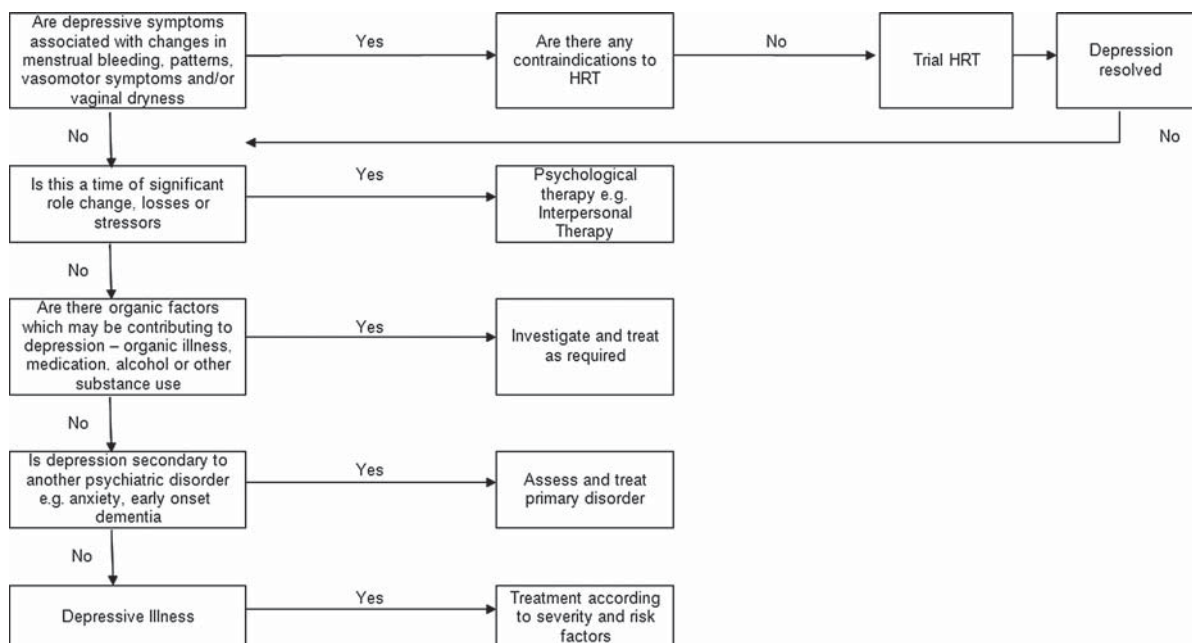 Are depressive symptoms
associated with changes in
menstrual bleeding, patterns,
vasomotor symptoms and/or
vaginal dryness
Yes
Are there any
contraindications to
HRT
No
Trial HRT
Depression
resolved
No
No
Is this a time of significant
role change, losses or
stressors
Yes
Psychological
therapy e.g.
Interpersonal
Therapy
No
Are there organic factors
which may be contributing to
depression – organic illness,
medication, alcohol or other
substance use
Yes
Investigate and treat
as required
No
Is depression secondary to
another psychiatric disorder
e.g. anxiety, early onset
dementia
Yes
Assess and treat
primary disorder
No
Depressive Illness
Yes
Treatment according
to severity and risk
factors